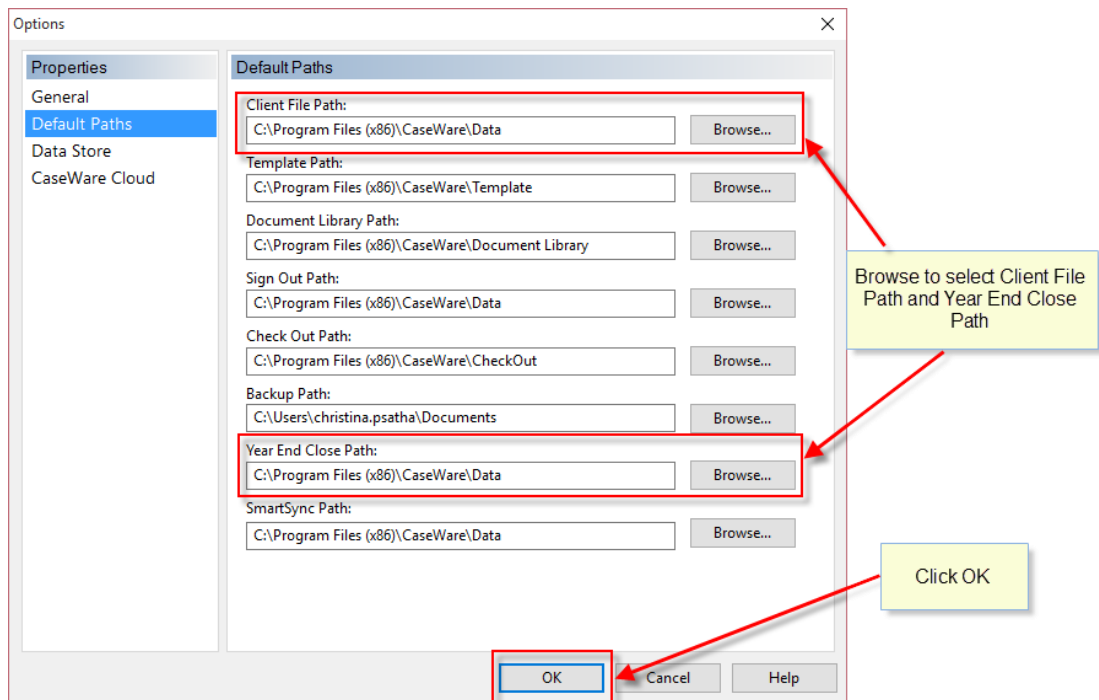 Options
Properties
General
Default Paths
Data Store
CaseWare Cloud
Default Paths
Client File Path:
C:\Program Files (x86)\CaseWare\Data
Browse...
Template Path:
C:\Program Files (x86)\CaseWare\Template
Browse...
Document Library Path:
C:\Program Files (x86)\CaseWare\Document Library
Browse...
Sign Out Path:
C:\Program Files (x86)\CaseWare\Data
Browse...
Check Out Path:
C:\Program Files (x86)\CaseWare\CheckOut
Browse...
Backup Path:
C:\Users\christina.psatha\Documents
Browse...
Year End Close Path:
C:\Program Files (x86)\CaseWare\Data
Browse...
SmartSync Path:
C:\Program Files (x86)\CaseWare\Data
Browse...
OK
Cancel
Help
Browse to select Client File
Path and Year End Close
Path
Click OK